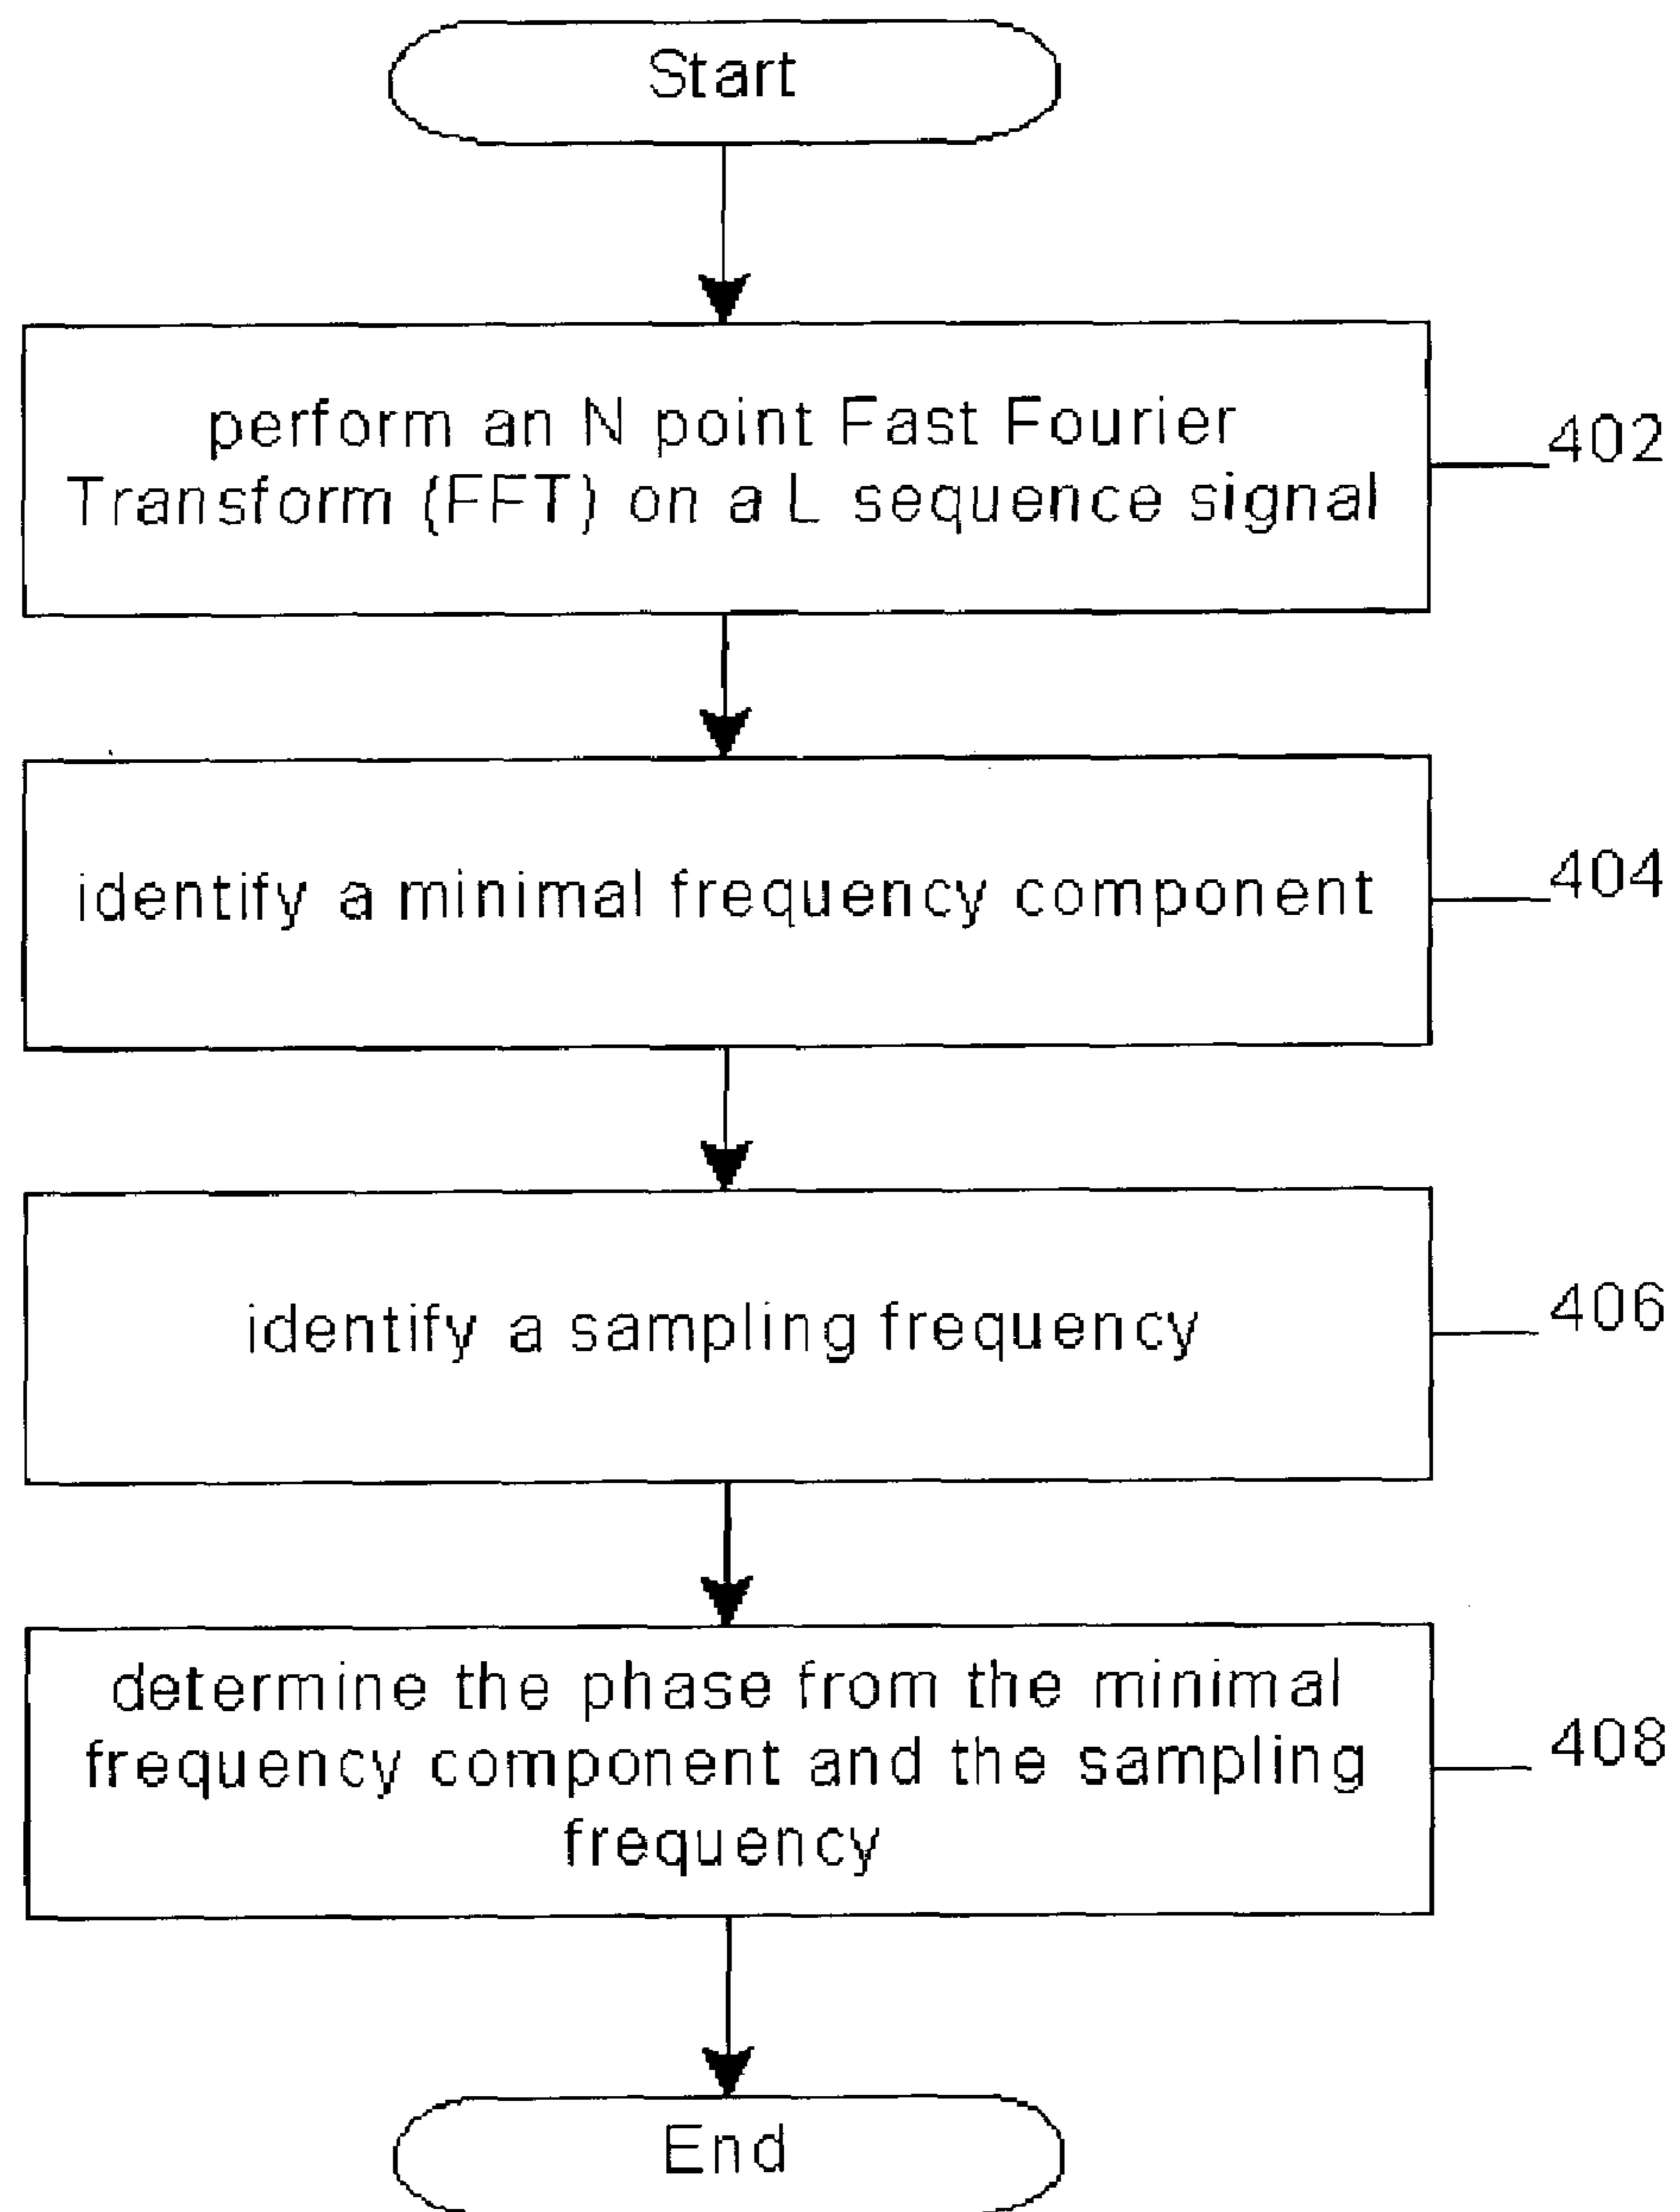 Start
perform an N point Fast Fourier
Transform (FFT) on a L sequence signal
402
identify a minimal frequency component
404
identify a sampling frequency
406
determine the phase from the minimal
frequency component and the sampling
frequency
408
End